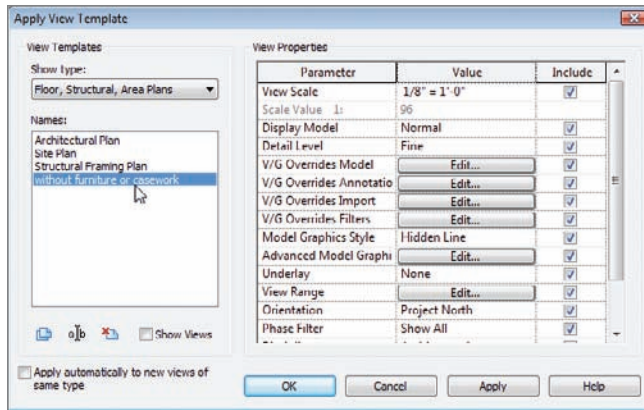 Apply View Template
View Templates
Show type:
Floor, Structural, Area Plans
Names:
Architectural Plan
Site Plan
Structural Framing Plan
without furniture or casework
Show Views
Apply automatically to new views of
same type
View Properties
Parameter Value Include
View Scale 1/8" = 1'-0"
Scale Value 1: 96
Display Model Normal
Detail Level Fine
V/G Overrides Model Edit...
V/G Overrides Annotatio Edit...
V/G Overrides Import Edit...
V/G Overrides Filters Edit...
Model Graphics Style Hidden Line
Advanced Model Graphi Edit...
Underlay None
View Range Edit...
Orientation Project North
Phase Filter Show All
OK Cancel Apply Help